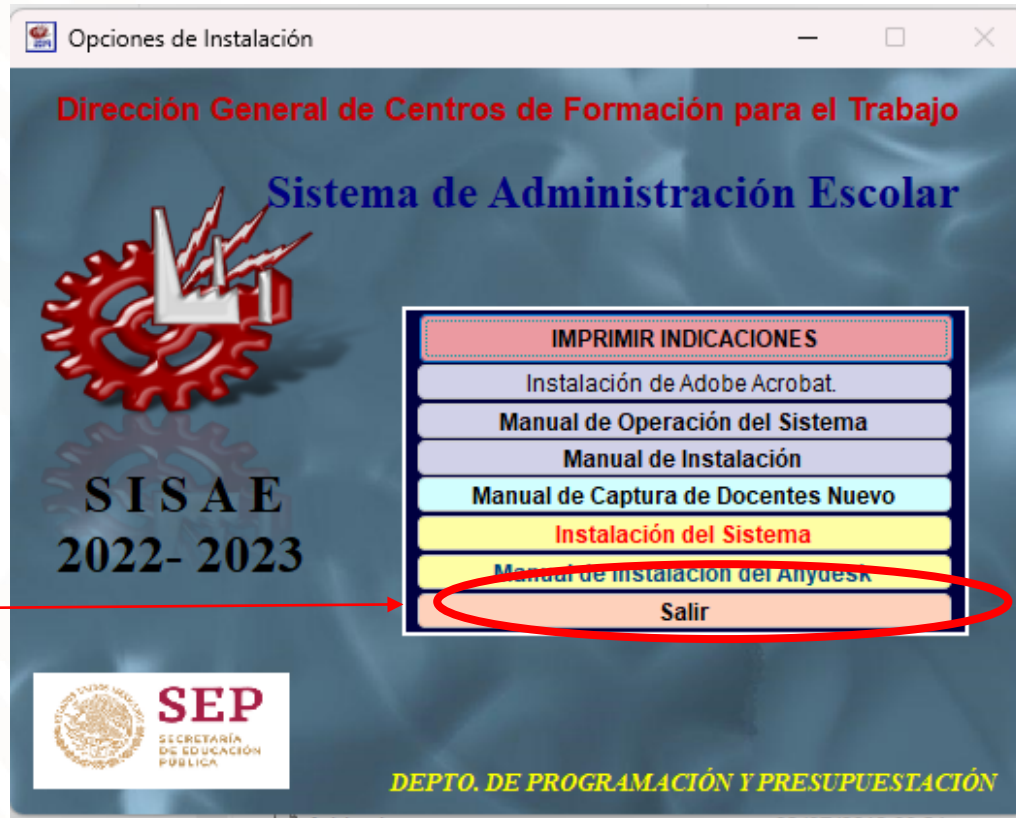 Opciones de Instalación
Dirección General de Centros de Formación para el Trabajo
Sistema de Administración Escolar
IMPRIMIR INDICACIONES
Instalación de Adobe Acrobat.
Manual de Operación del Sistema
Manual de Instalación
Manual de Captura de Docentes Nuevo
Instalación del Sistema
Manual de Instalación del Anydesk
Salir
S I S A E
2022- 2023
SEP
SECRETARÍA
DE EDUCACIÓN
PÚBLICA
DEPTO. DE PROGRAMACIÓN Y PRESUPUESTACIÓN